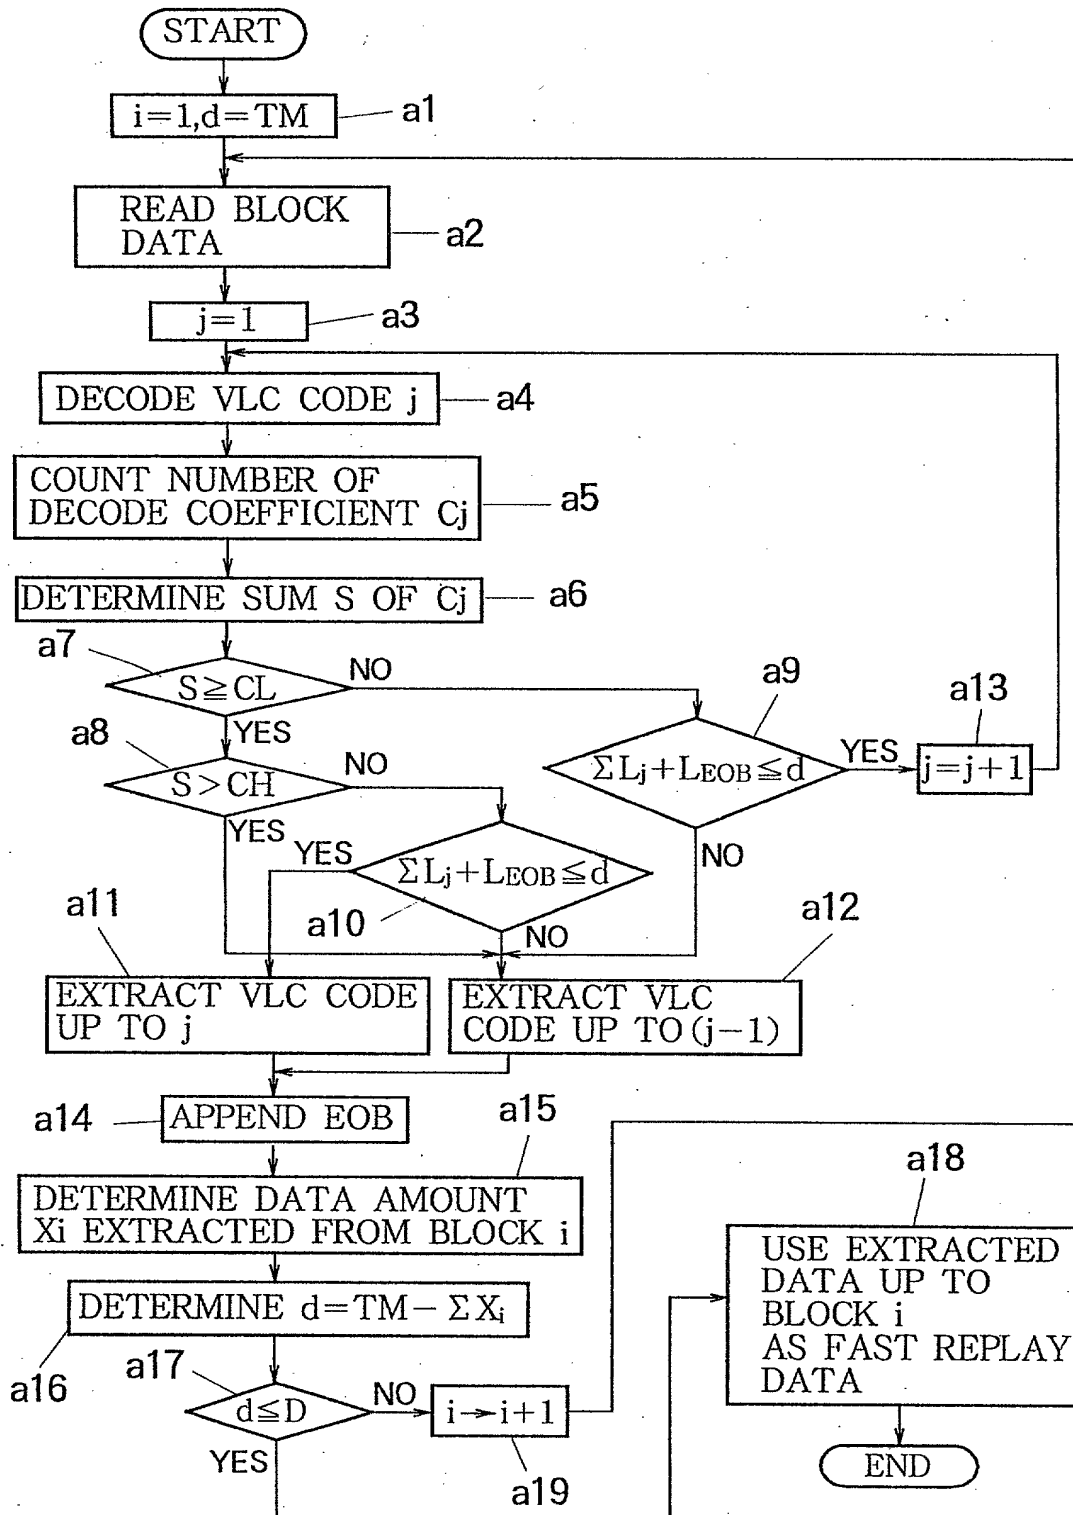 START
i=1,d=TM
a1
READ BLOCK
DATA
a2
j=1
a3
DECODE VLC CODE j
a4
COUNT NUMBER OF
DECODE COEFFICIENT Cj
a5
DETERMINE SUM S OF Cj
a6
a7
S≧CL
NO
YES
a8
S>CH
NO
YES
a9
ΣLj+LEOB≦d
YES
NO
a13
j=j+1
YES
ΣLj+LEOB≦d
a10
NO
a11
EXTRACT VLC CODE
UP TO j
a12
EXTRACT VLC
CODE UP TO (j−1)
a14
APPEND EOB
a15
DETERMINE DATA AMOUNT
Xi EXTRACTED FROM BLOCK i
DETERMINE d=TM− ΣXi
a16
a17
d≦D
NO
YES
i→i+1
a19
a18
USE EXTRACTED
DATA UP TO
BLOCK i
AS FAST REPLAY
DATA
END